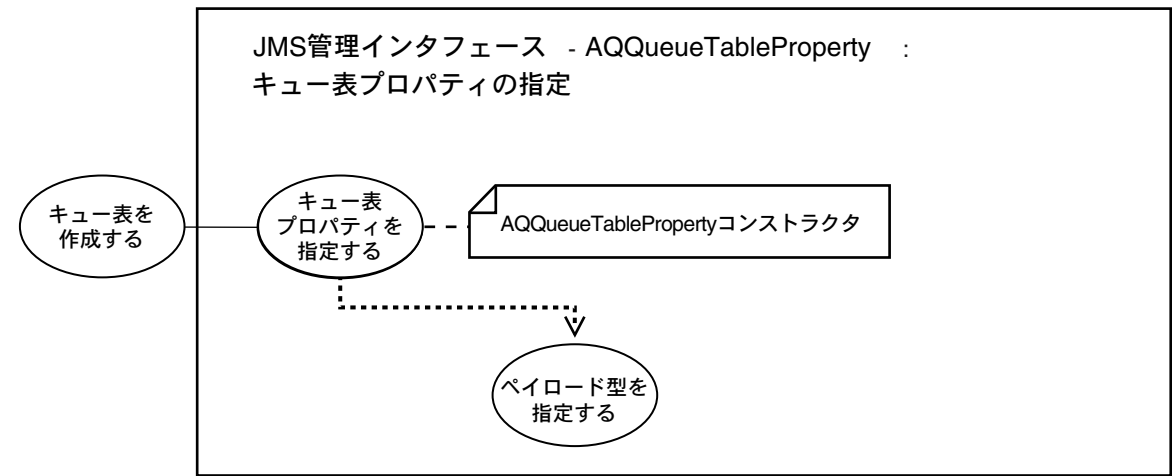 JMS管理インタフェース - AQQueueTableProperty :
キュー表プロパティの指定
キュー表を
作成する
キュー表
プロパティを
指定する
AQQueueTablePropertyコンストラクタ
ペイロード型を
指定する